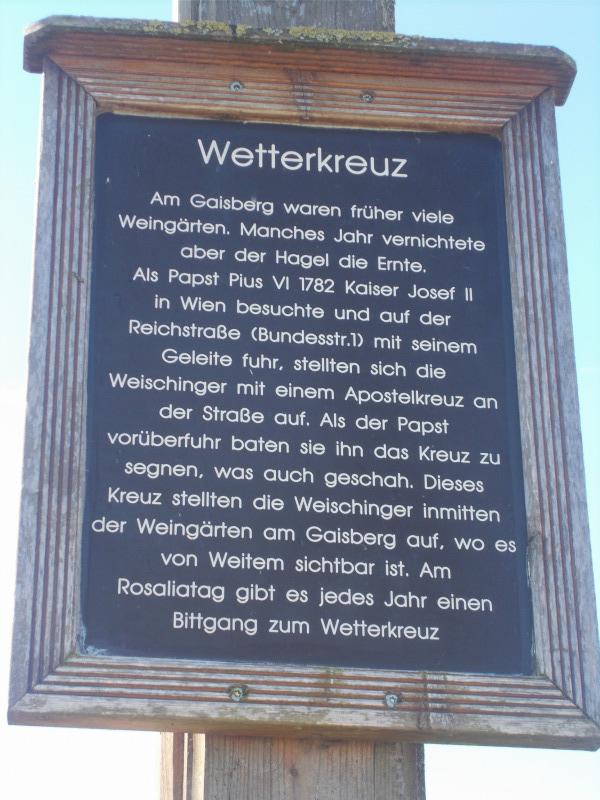 Wetterkreuz
Am Gaisberg waren früher viele
Weingärten. Manches Jahr vernichtete
aber der Hagel die Ernte.
Als Papst Pius VI 1782 Kaiser Josef II
in Wien besuchte und auf der
Reichstraße (Bundesstr.1) mit seinem
Geleite fuhr, stellten sich die
Weischinger mit einem Apostelkreuz an
der Straße auf. Als der Papst
vorüberfuhr baten sie ihn das Kreuz zu
segnen, was auch geschah. Dieses
Kreuz stellten die Weischinger inmitten
der Weingärten am Gaisberg auf, wo es
von Weitem sichtbar ist. Am
Rosaliatag gibt es jedes Jahr einen
Bittgang zum Wetterkreuz